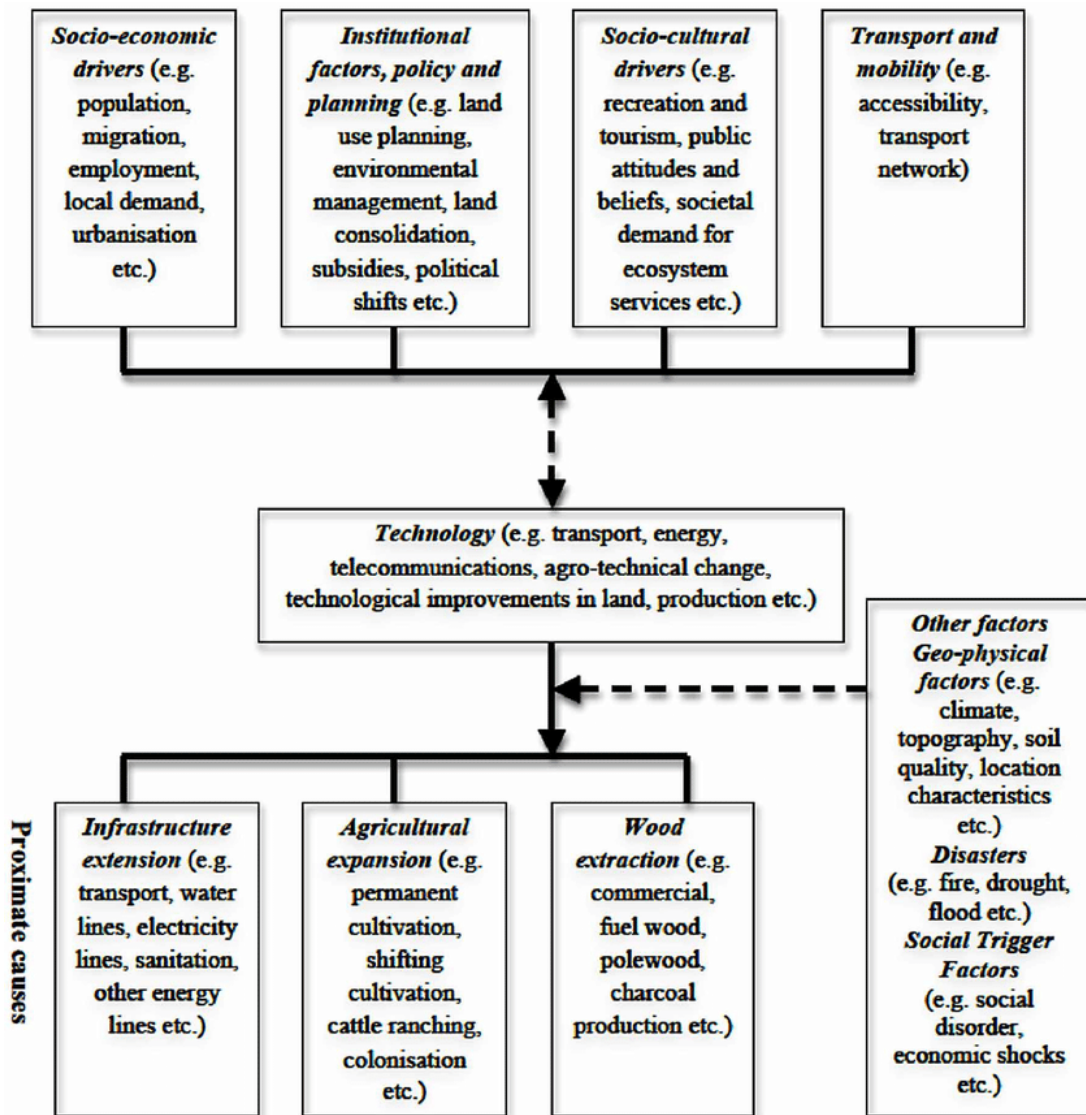 Socio-economic
drivers (e.g.
population,
migration,
employment,
local demand,
urbanisation
etc.)
Institutional
factors, policy and
planning (e.g. land
use planning,
environmental
management, land
consolidation,
subsidies, political
shifts etc.)
Socio-cultural
drivers (e.g.
recreation and
tourism, public
attitudes and
beliefs, societal
demand for
ecosystem
services etc.)
Transport and
mobility (e.g.
accessibility,
transport
network)
Technology (e.g. transport, energy,
telecommunications, agro-technical change,
technological improvements in land, production etc.)
Other factors
Geo-physical
factors (e.g.
climate,
topography, soil
quality, location
characteristics
etc.)
Disasters
(e.g. fire, drought,
flood etc.)
Social Trigger
Factors
(e.g. social
disorder,
economic shocks
etc.)
Proximate causes
Infrastructure
extension (e.g.
transport, water
lines, electricity
lines, sanitation,
other energy
lines etc.)
Agricultural
expansion (e.g.
permanent
cultivation,
shifting
cultivation,
cattle ranching,
colonisation
etc.)
Wood
extraction (e.g.
commercial,
fuel wood,
polewood,
charcoal
production etc.)